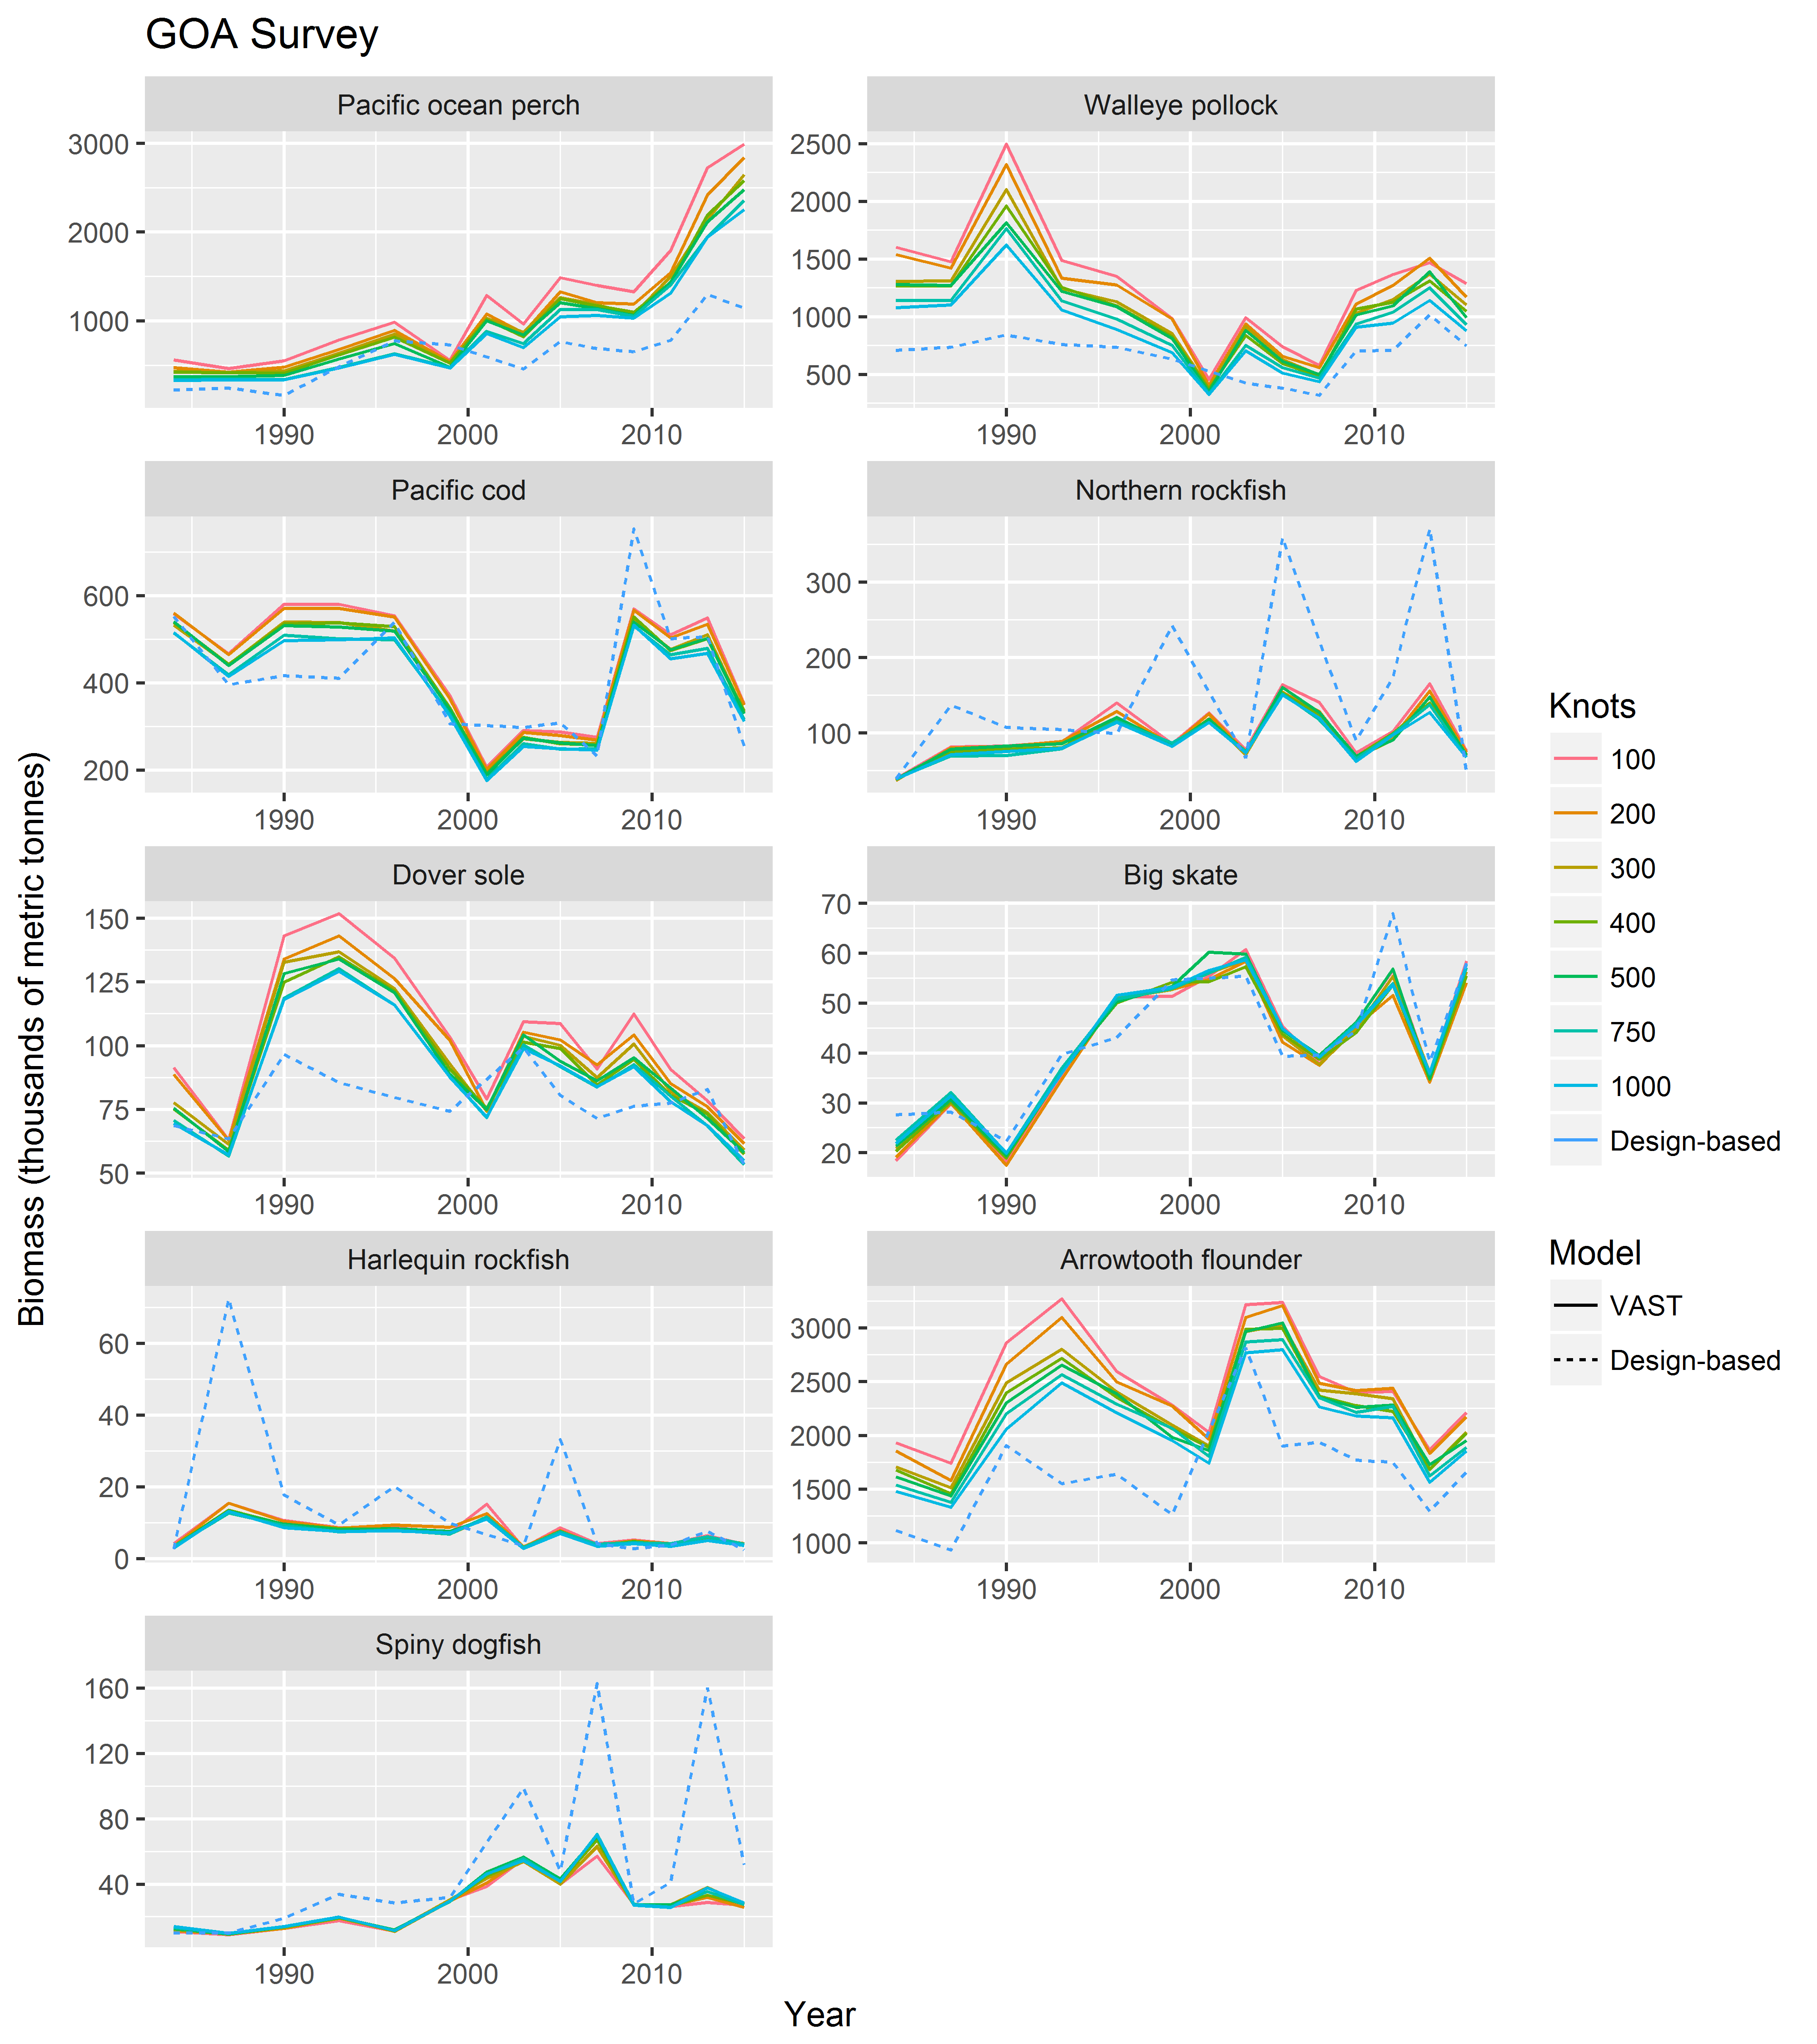 GOA Survey
Pacific ocean perch
Walleye pollock
3000
2000
1000
2500
2000
1500
1000
500
1990 2000 2010
1990 2000 2010
Pacific cod
Northern rockfish
600
400
200
300
200
100
1990 2000 2010
1990 2000 2010
Dover sole
Big skate
150
125
100
75
50
70
60
50
40
30
20
1990 2000 2010
1990 2000 2010
Harlequin rockfish
Arrowtooth flounder
60
40
20
0
3000
2500
2000
1500
1000
1990 2000 2010
1990 2000 2010
Spiny dogfish
160
120
80
40
1990 2000 2010
Year
Biomass (thousands of metric tonnes)
Knots
100
200
300
400
500
750
1000
Design-based
Model
VAST
Design-based